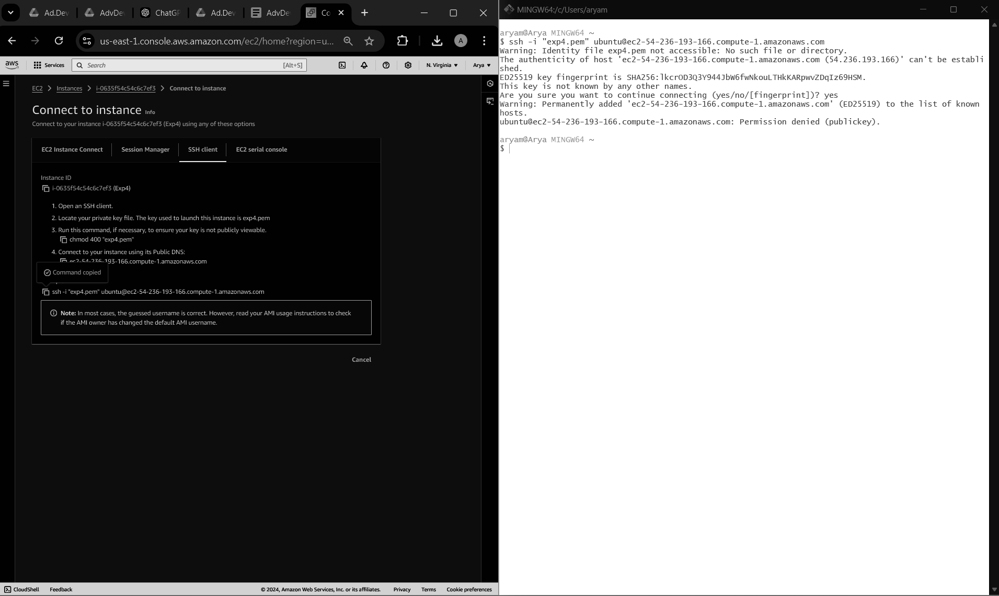 Ad.Dev
AdvDe
ChatGP
Ad.Dev
AdvDe
Co
us-east-1.console.aws.amazon.com/ec2/home?region=u...
A
aws
Services
Search
[Alt+S]
N. Virginia
Arya
EC2 > Instances > i-0635f54c54c6c7ef3 > Connect to instance
Connect to instance Info
Connect to your instance i-0635f54c54c6c7ef3 (Exp4) using any of these options
EC2 Instance Connect
Session Manager
SSH client
EC2 serial console
Instance ID
i-0635f54c54c6c7ef3 (Exp4)
1. Open an SSH client.
2. Locate your private key file. The key used to launch this instance is exp4.pem
3. Run this command, if necessary, to ensure your key is not publicly viewable.
chmod 400 "exp4.pem"
4. Connect to your instance using its Public DNS:
ec2-54-236-193-166.compute-1.amazonaws.com
Command copied
ssh -i "exp4.pem" ubuntu@ec2-54-236-193-166.compute-1.amazonaws.com
Note: In most cases, the guessed username is correct. However, read your AMI usage instructions to check
if the AMI owner has changed the default AMI username.
Cancel
CloudShell
Feedback
© 2024, Amazon Web Services, Inc. or its affiliates.
Privacy
Terms
Cookie preferences
MINGW64:/c/Users/aryam
aryam@Arya MINGW64 ~
$ ssh -i "exp4.pem" ubuntu@ec2-54-236-193-166.compute-1.amazonaws.com
Warning: Identity file exp4.pem not accessible: No such file or directory.
The authenticity of host 'ec2-54-236-193-166.compute-1.amazonaws.com (54.236.193.166)' can't be establi
shed.
ED25519 key fingerprint is SHA256:lkcrOD3Q3Y944JbW6fwNkouLTHkKARpwvZDqIz69HSM.
This key is not known by any other names.
Are you sure you want to continue connecting (yes/no/[fingerprint])? yes
Warning: Permanently added 'ec2-54-236-193-166.compute-1.amazonaws.com' (ED25519) to the list of known
hosts.
ubuntu@ec2-54-236-193-166.compute-1.amazonaws.com: Permission denied (publickey).
aryam@Arya MINGW64 ~
$